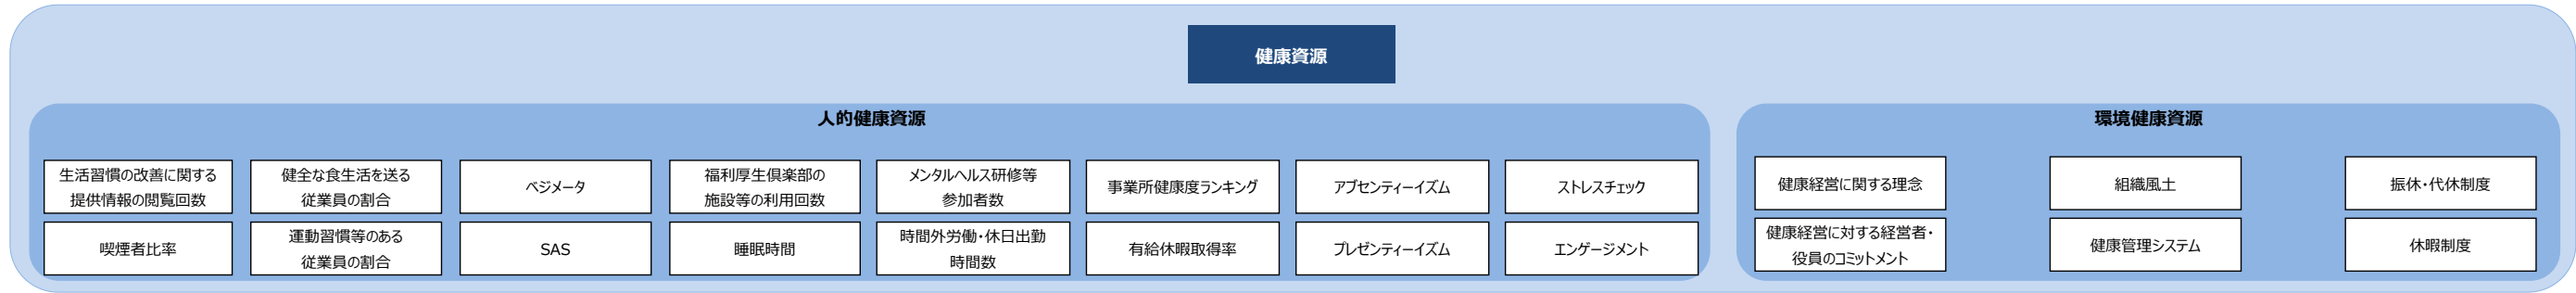 健康資源
人的健康資源
生活習慣の改善に関する
提供情報の閲覧回数
健全な食生活を送る
従業員の割合
ベジメータ
福利厚生倶楽部の
施設等の利用回数
メンタルヘルス研修等
参加者数
事業所健康度ランキング
アブセンティーイズム
ストレスチェック
喫煙者比率
運動習慣等のある
従業員の割合
SAS
睡眠時間
時間外労働・休日出勤
時間数
有給休暇取得率
プレゼンティーイズム
エンゲージメント
環境健康資源
健康経営に関する理念
組織風土
振休・代休制度
健康経営に対する経営者・
役員のコミットメント
健康管理システム
休暇制度